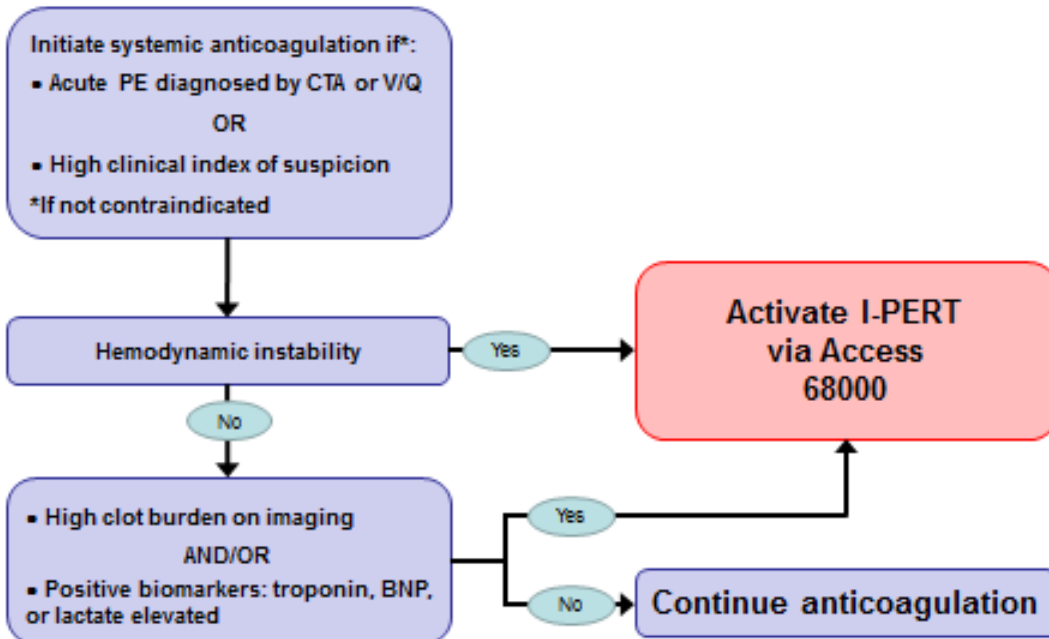 Initiate systemic anticoagulation if*:
▪ Acute PE diagnosed by CTA or V/Q
OR
▪ High clinical index of suspicion
*If not contraindicated
Hemodynamic instability
Yes
Activate I-PERT
via Access
68000
No
▪ High clot burden on imaging
AND/OR
▪ Positive biomarkers: troponin, BNP,
or lactate elevated
Yes
No
Continue anticoagulation